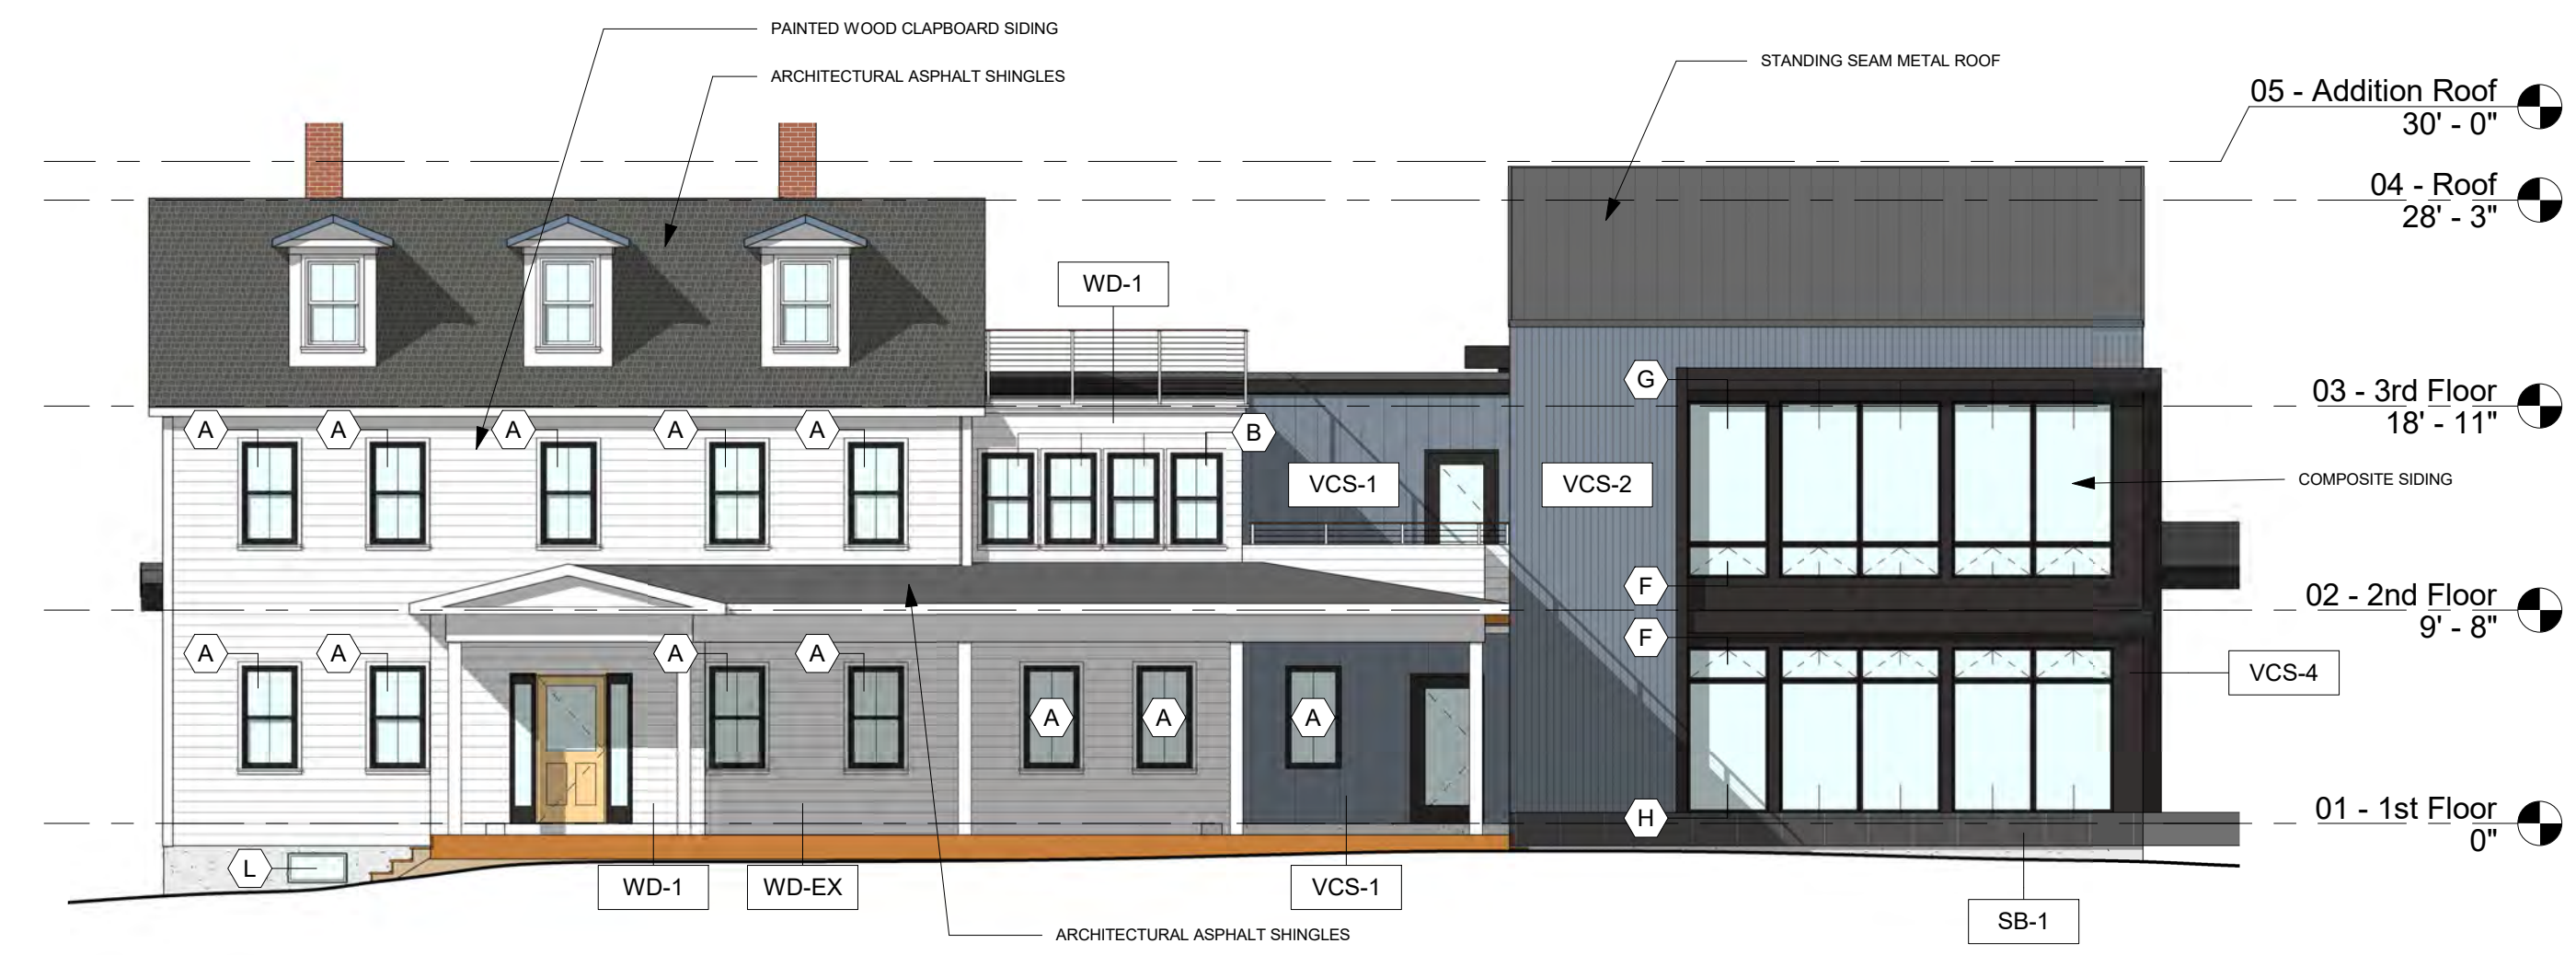 PAINTED WOOD CLAPBOARD SIDING
ARCHITECTURAL ASPHALT SHINGLES
STANDING SEAM METAL ROOF
05 - Addition Roof
30' - 0"
04 - Roof
28' - 3"
WD-1
G
03 - 3rd Floor
18' - 11"
A A A A A
B
VCS-1
VCS-2
COMPOSITE SIDING
F
02 - 2nd Floor
9' - 8"
A A A A
F
VCS-4
A A A
H
01 - 1st Floor
0"
L
WD-1
WD-EX
VCS-1
SB-1
ARCHITECTURAL ASPHALT SHINGLES